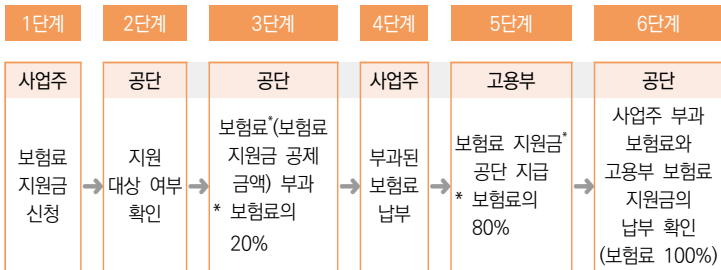 1단계
2단계
3단계
4단계
5단계
6단계
사업주
공단
공단
사업주
고용부
공단
보험료
지원금
신청
지원
대상 여부
확인
보험료*(보험료
지원금 공제
금액) 부과
* 보험료의
20%
부과된
보험료
납부
보험료 지원금*
공단 지급
* 보험료의
80%
사업주 부과
보험료와
고용부 보험료
지원금의
납부 확인
(보험료 100%)